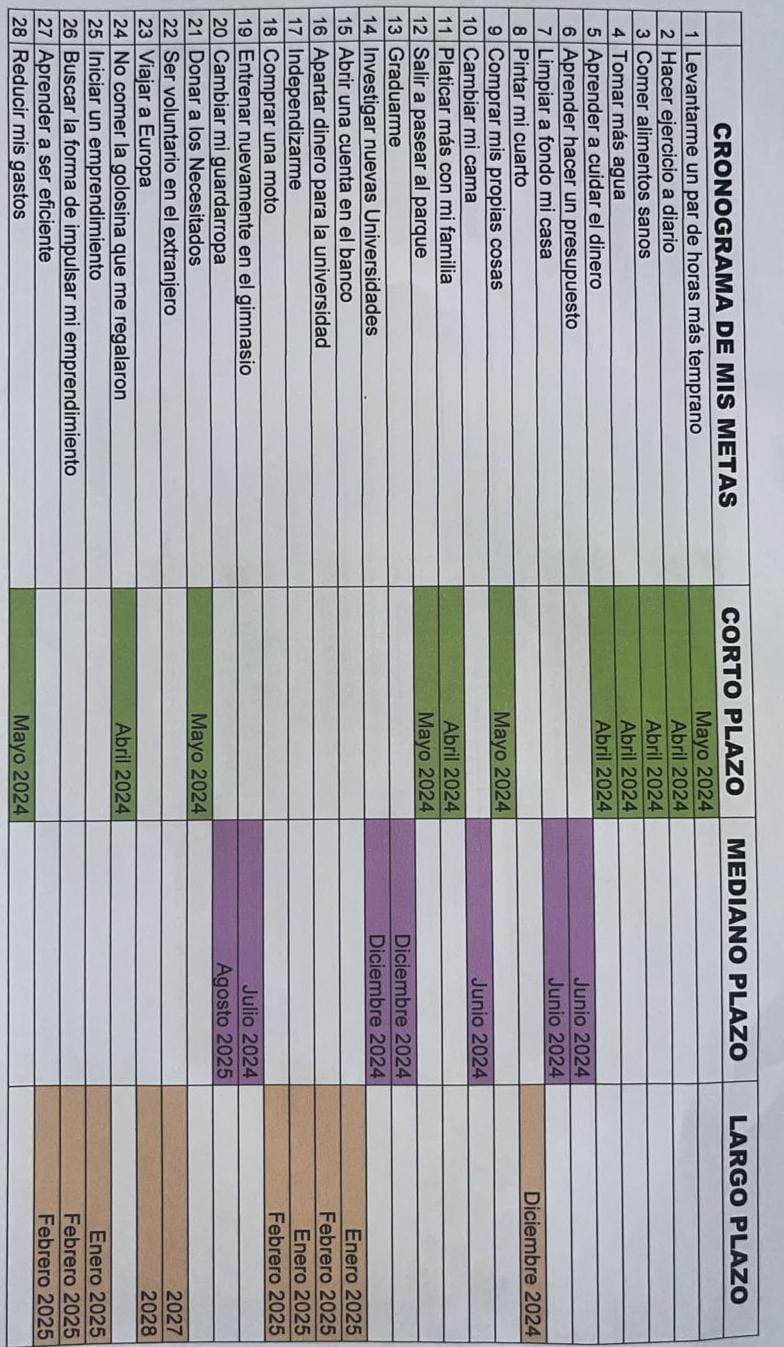 CRONOGRAMA DE MIS METAS CORTO PLAZO MEDIANO PLAZO LARGO PLAZO
1 Levantarme un par de horas más temprano Mayo 2024
2 Hacer ejercicio a diario Abril 2024
3 Comer alimentos sanos Abril 2024
4 Tomar más agua Abril 2024
5 Aprender a cuidar el dinero Abril 2024
6 Aprender hacer un presupuesto Junio 2024
7 Limpiar a fondo mi casa Junio 2024
8 Pintar mi cuarto Diciembre 2024
9 Comprar mis propias cosas Mayo 2024
10 Cambiar mi cama Junio 2024
11 Platicar más con mi familia Abril 2024
12 Salir a pasear al parque Mayo 2024
13 Graduarme Diciembre 2024
14 Investigar nuevas Universidades Diciembre 2024
15 Abrir una cuenta en el banco Enero 2025
16 Apartar dinero para la universidad Febrero 2025
17 Independizarme Enero 2025
18 Comprar una moto Febrero 2025
19 Entrenar nuevamente en el gimnasio Julio 2024
20 Cambiar mi guardarropa Agosto 2025
21 Donar a los Necesitados Mayo 2024
22 Ser voluntario en el extranjero 2027
23 Viajar a Europa 2028
24 No comer la golosina que me regalaron Abril 2024
25 Iniciar un emprendimiento Enero 2025
26 Buscar la forma de impulsar mi emprendimiento Febrero 2025
27 Aprender a ser eficiente Febrero 2025
28 Reducir mis gastos Mayo 2024